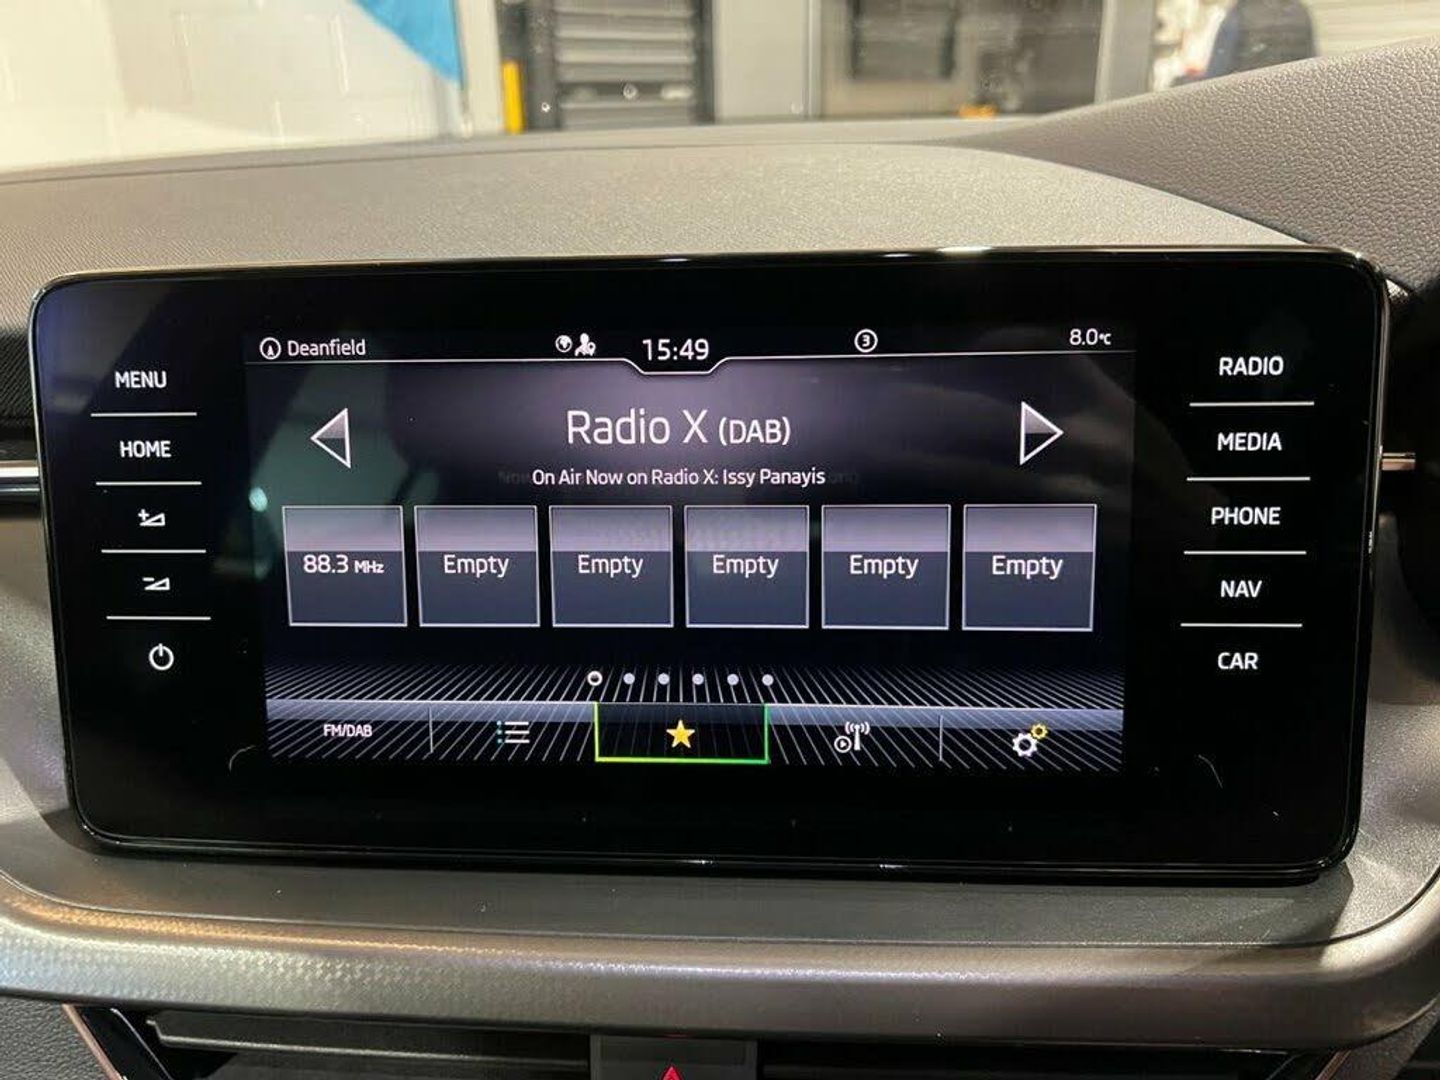 Deanfield
15:49
3
8.0°C
MENU
HOME
RADIO
MEDIA
PHONE
NAV
CAR
Radio X (DAB)
On Air Now on Radio X: Issy Panayis
88.3 MHz
Empty
Empty
Empty
Empty
Empty
FM/DAB